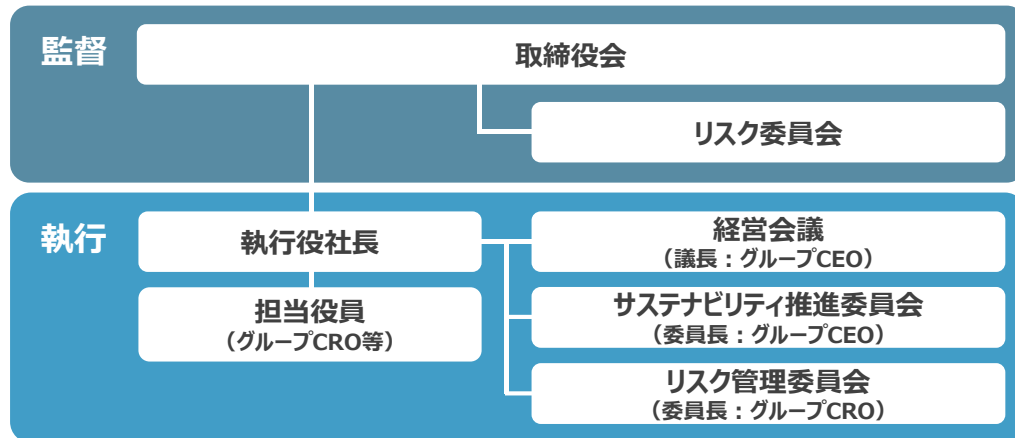 監督
取締役会
リスク委員会
執行
執行役社長
経営会議
（議長：グループCEO）
担当役員
（グループCRO等）
サステナビリティ推進委員会
（委員長：グループCEO）
リスク管理委員会
（委員長：グループCRO）